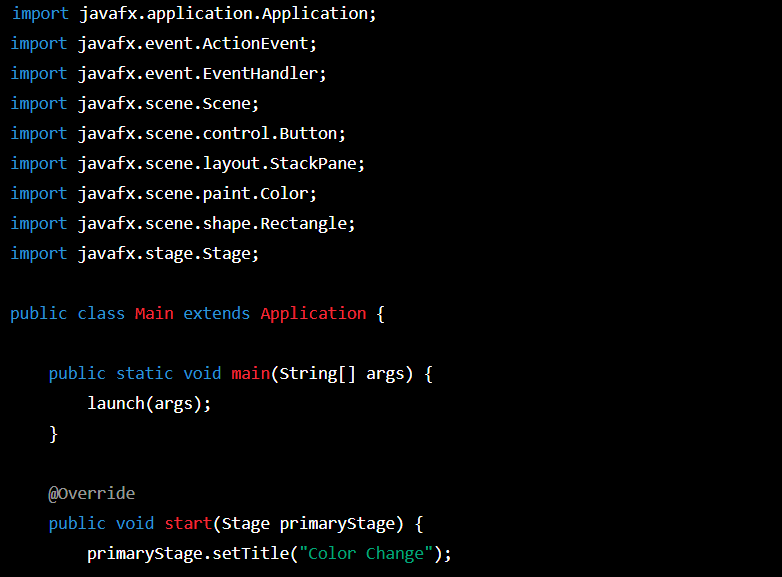 import javafx.application.Application;
import javafx.event.ActionEvent;
import javafx.event.EventHandler;
import javafx.scene.Scene;
import javafx.scene.control.Button;
import javafx.scene.layout.StackPane;
import javafx.scene.paint.Color;
import javafx.scene.shape.Rectangle;
import javafx.stage.Stage;
public class Main extends Application {
public static void main(String[] args) {
launch(args);
}
@Override
public void start(Stage primaryStage) {
primaryStage.setTitle("Color Change");